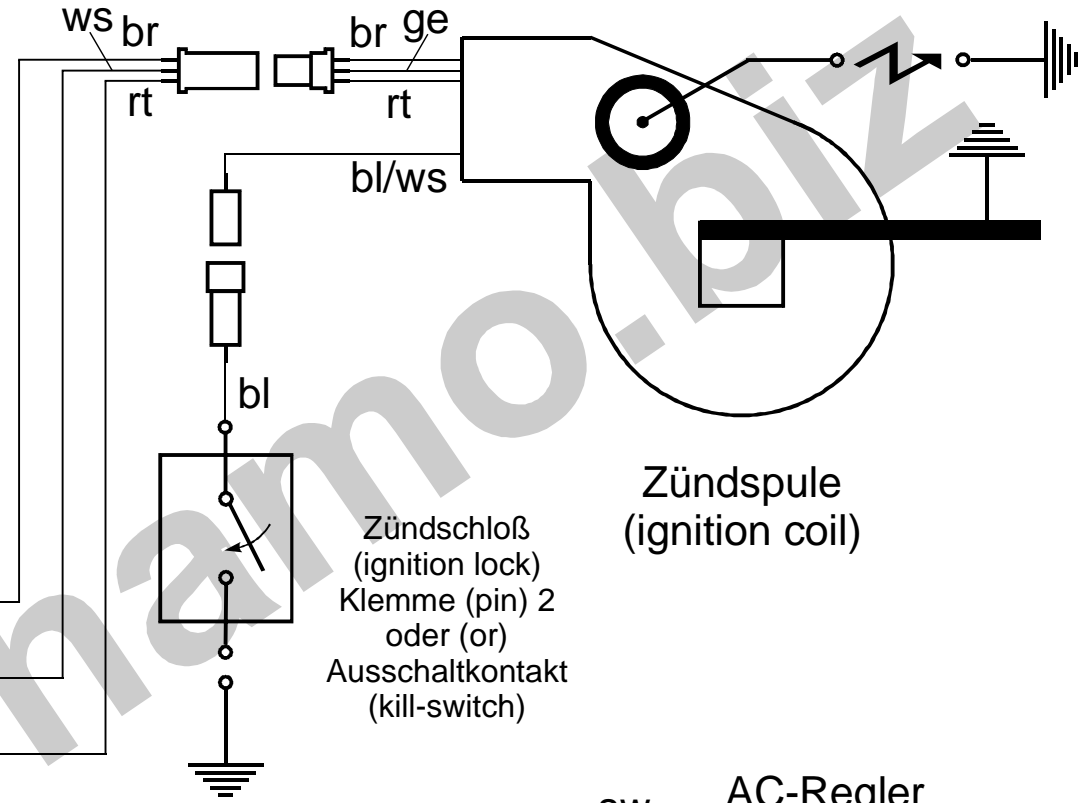 ws br
br ge
rt
rt
bl/ws
bl
Zündspule
(ignition coil)
Zündschloß
(ignition lock)
Klemme (pin) 2
oder (or)
Ausschaltkontakt
(kill-switch)
sw
AC-Regler
namo.biz